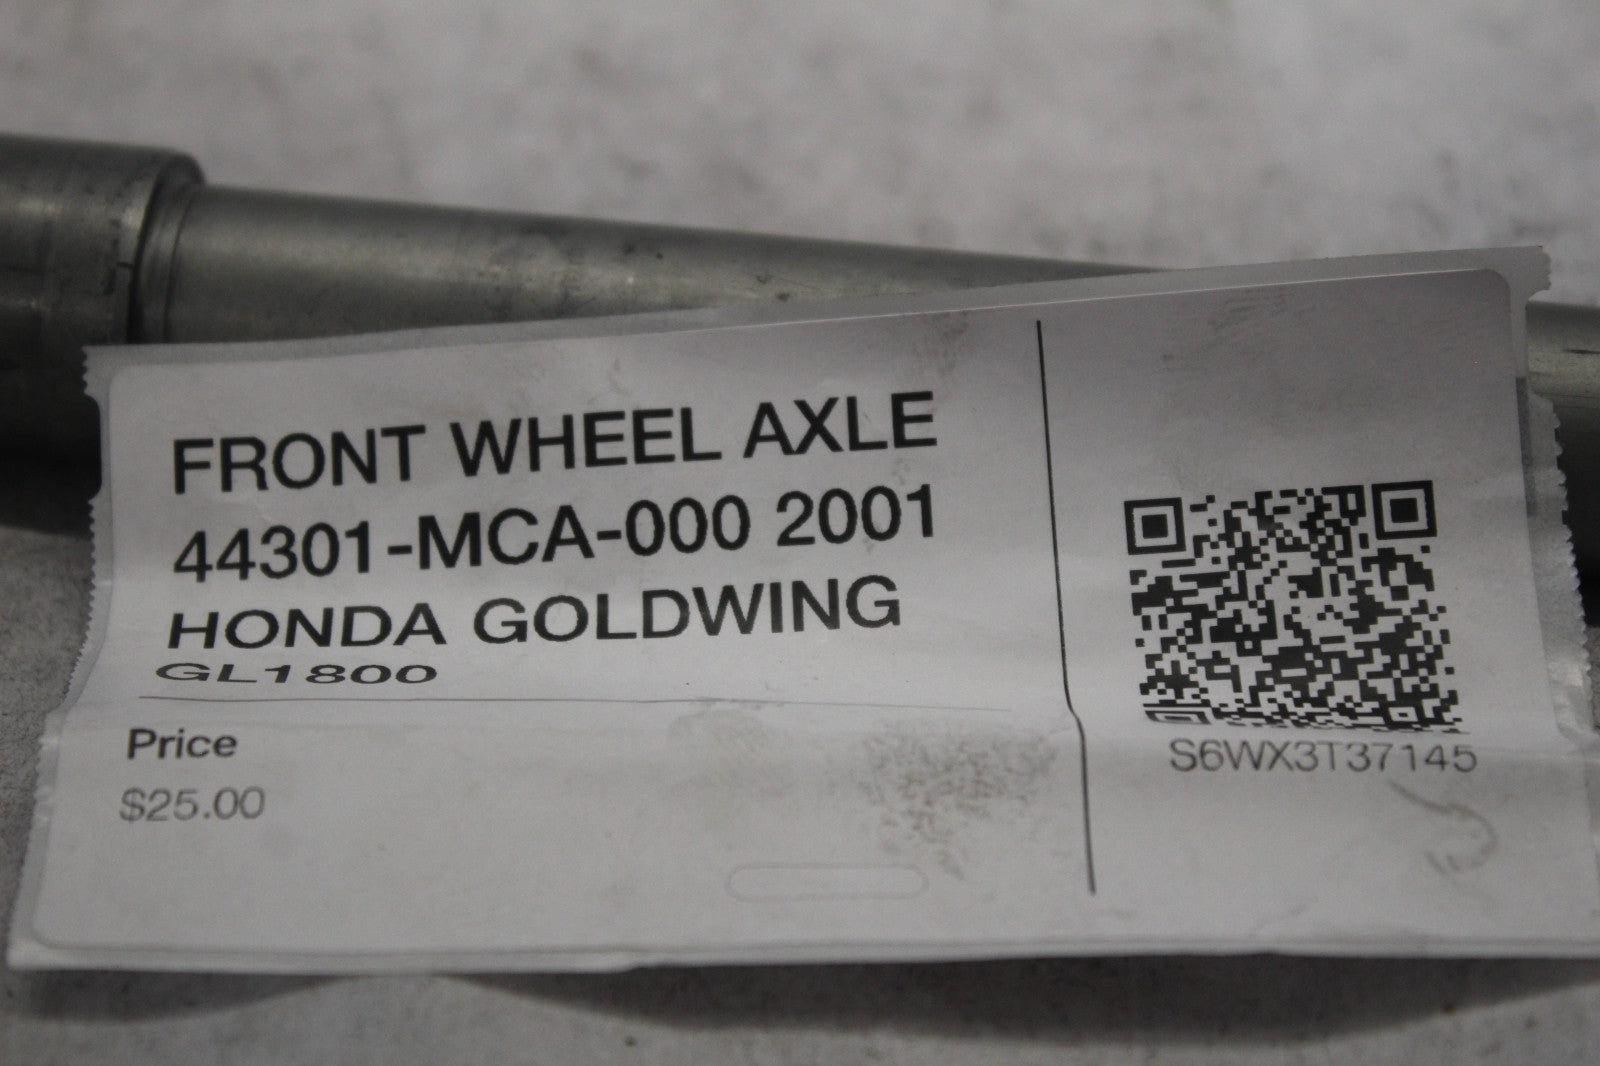 FRONT WHEEL AXLE
44301-MCA-000 2001
HONDA GOLDWING
GL1800
Price
$25.00
S6WX3T37145